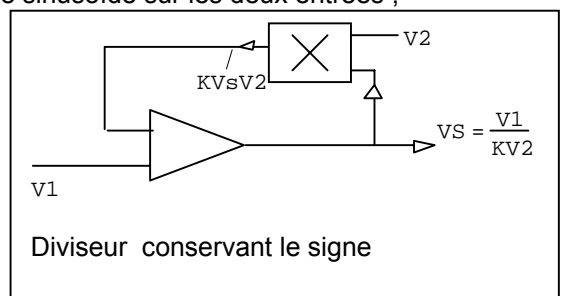 e sinusoïde sur les deux entrées ,
V2
KVsV2
VS = V1
KV2
V1
Diviseur conservant le signe